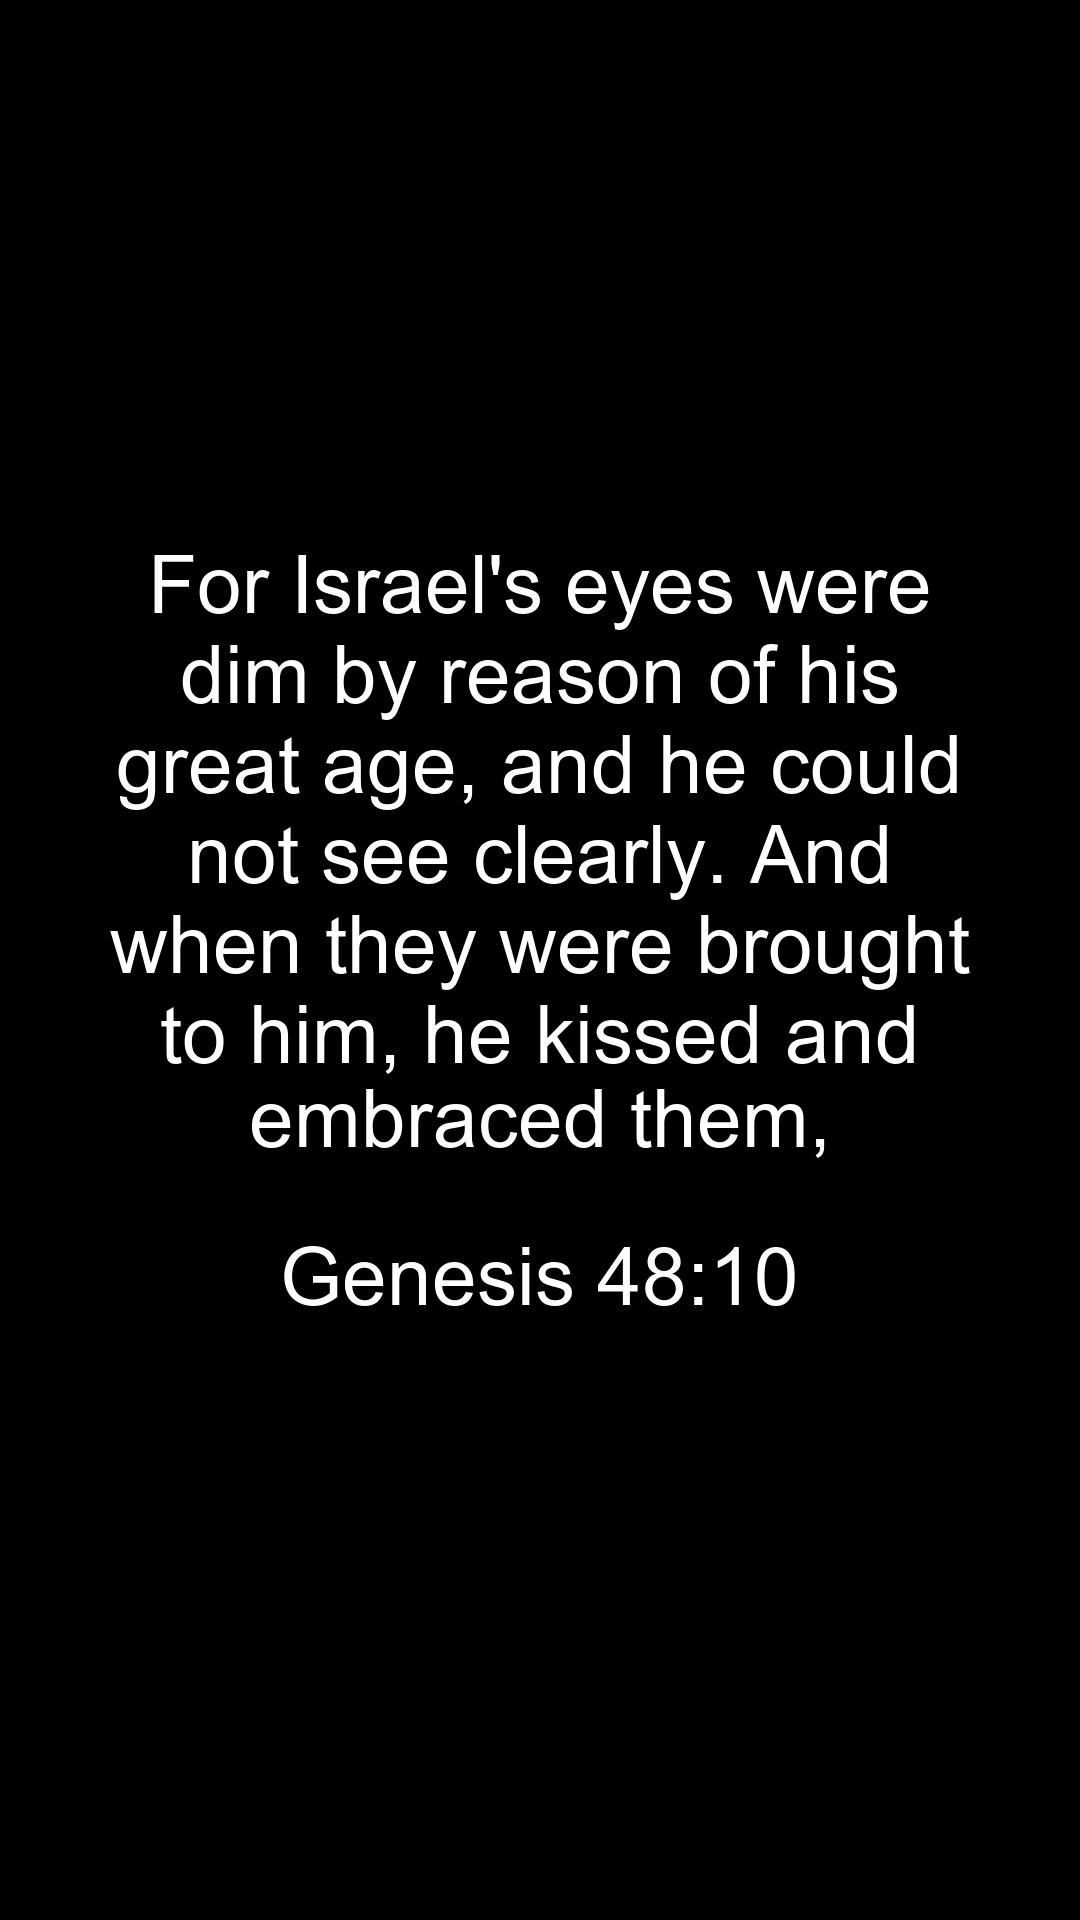 For Israel's eyes were
dim by reason of his
great age, and he could
not see clearly. And
when they were brought
to him, he kissed and
embraced them,
Genesis 48:10